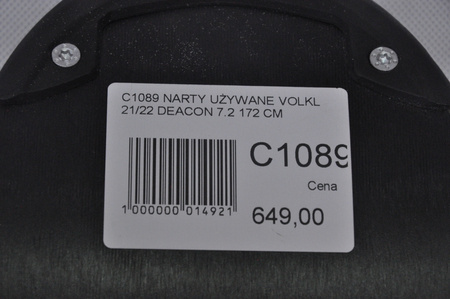 C1089 NARTY UŻYWANE VOLKL
21/22 DEACON 7.2 172 CM
C1089
Cena
1 000000 014921
649,00